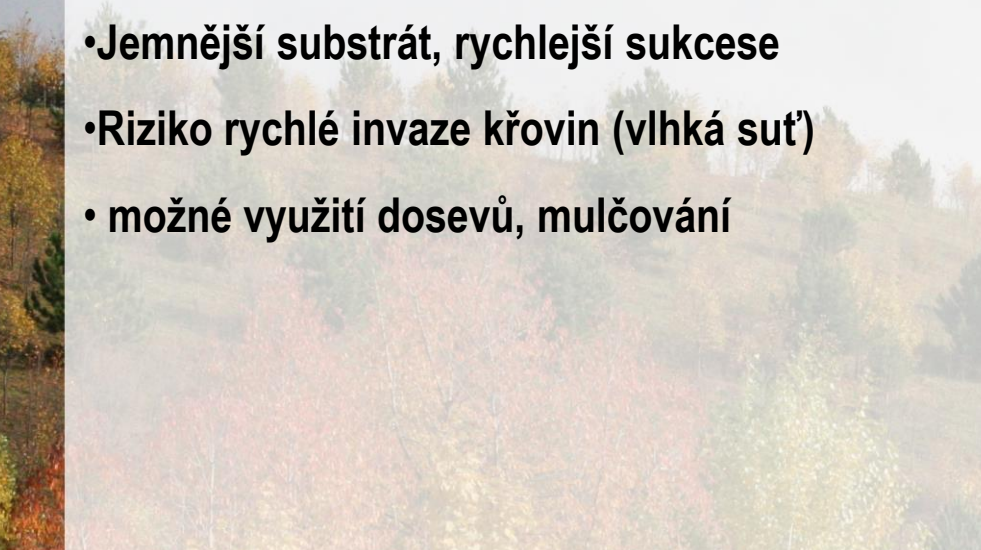 •Jemnější substrát, rychlejší sukcese
•Riziko rychlé invaze křovin (vlhká suť)
• možné využití dosevů, mulčování